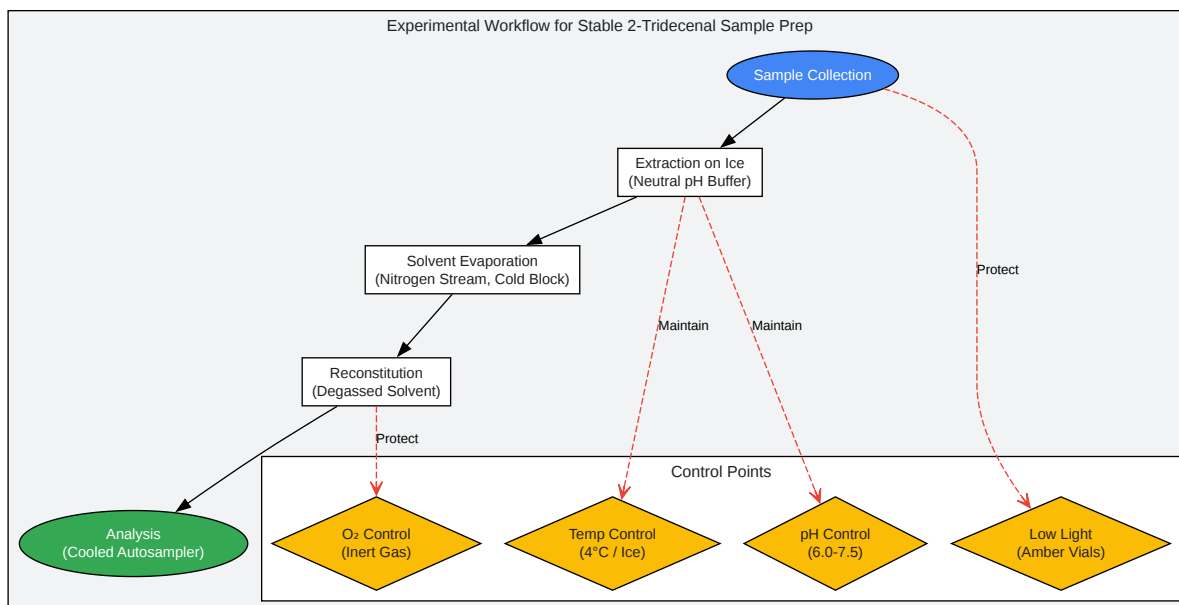 Experimental Workflow for Stable 2-Tridecenal Sample Prep
Sample Collection
Extraction on Ice
(Neutral pH Buffer)
Solvent Evaporation
(Nitrogen Stream, Cold Block)
Protect
Maintain
Maintain
Reconstitution
(Degassed Solvent)
Protect
Control Points
Analysis
(Cooled Autosampler)
O₂ Control
(Inert Gas)
Temp Control
(4°C / Ice)
pH Control
(6.0-7.5)
Low Light
(Amber Vials)